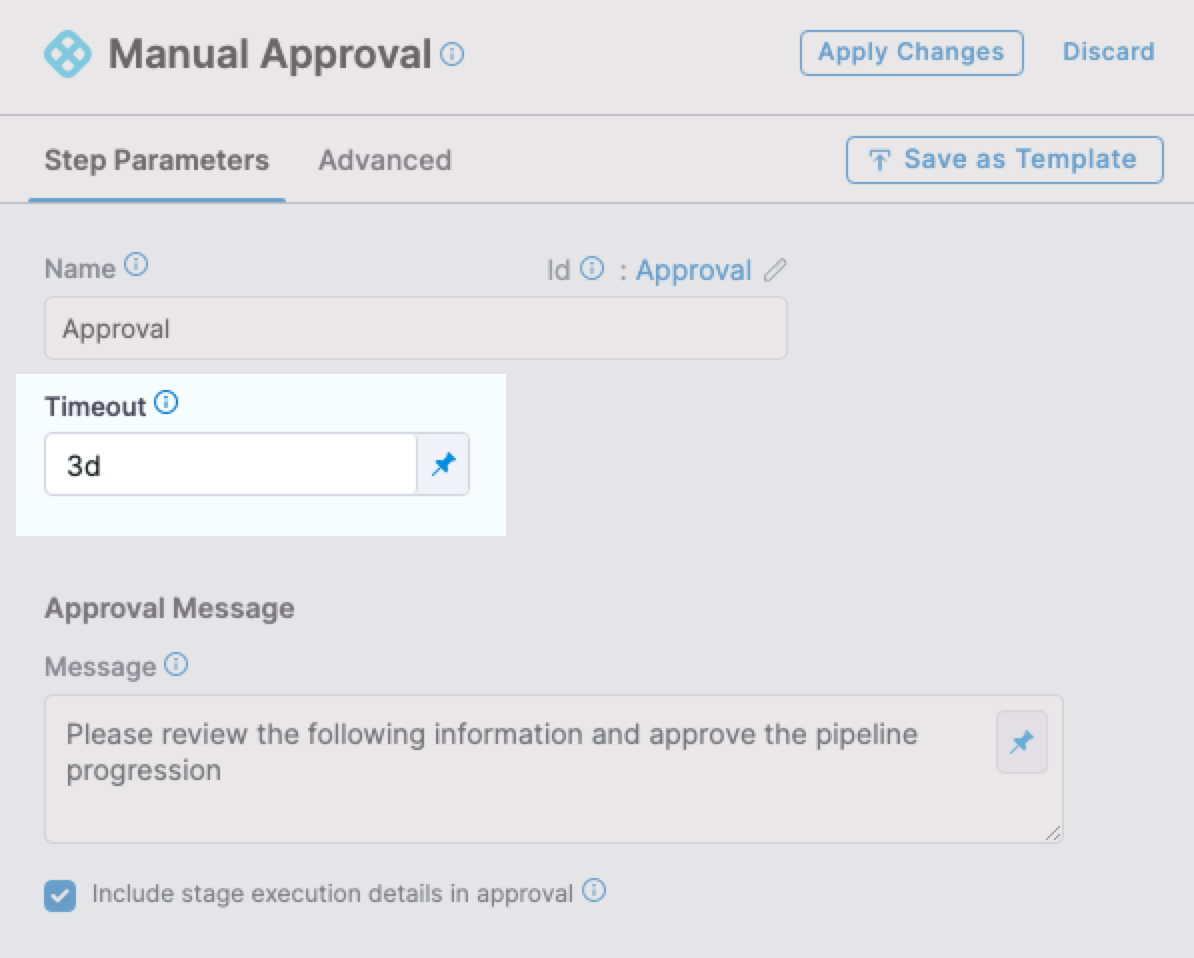 Manual Approval
Apply Changes
Discard
Step Parameters
Advanced
Save as Template
Name
Id : Approval
Approval
Timeout
3d
Approval Message
Message
Please review the following information and approve the pipeline
progression
Include stage execution details in approval